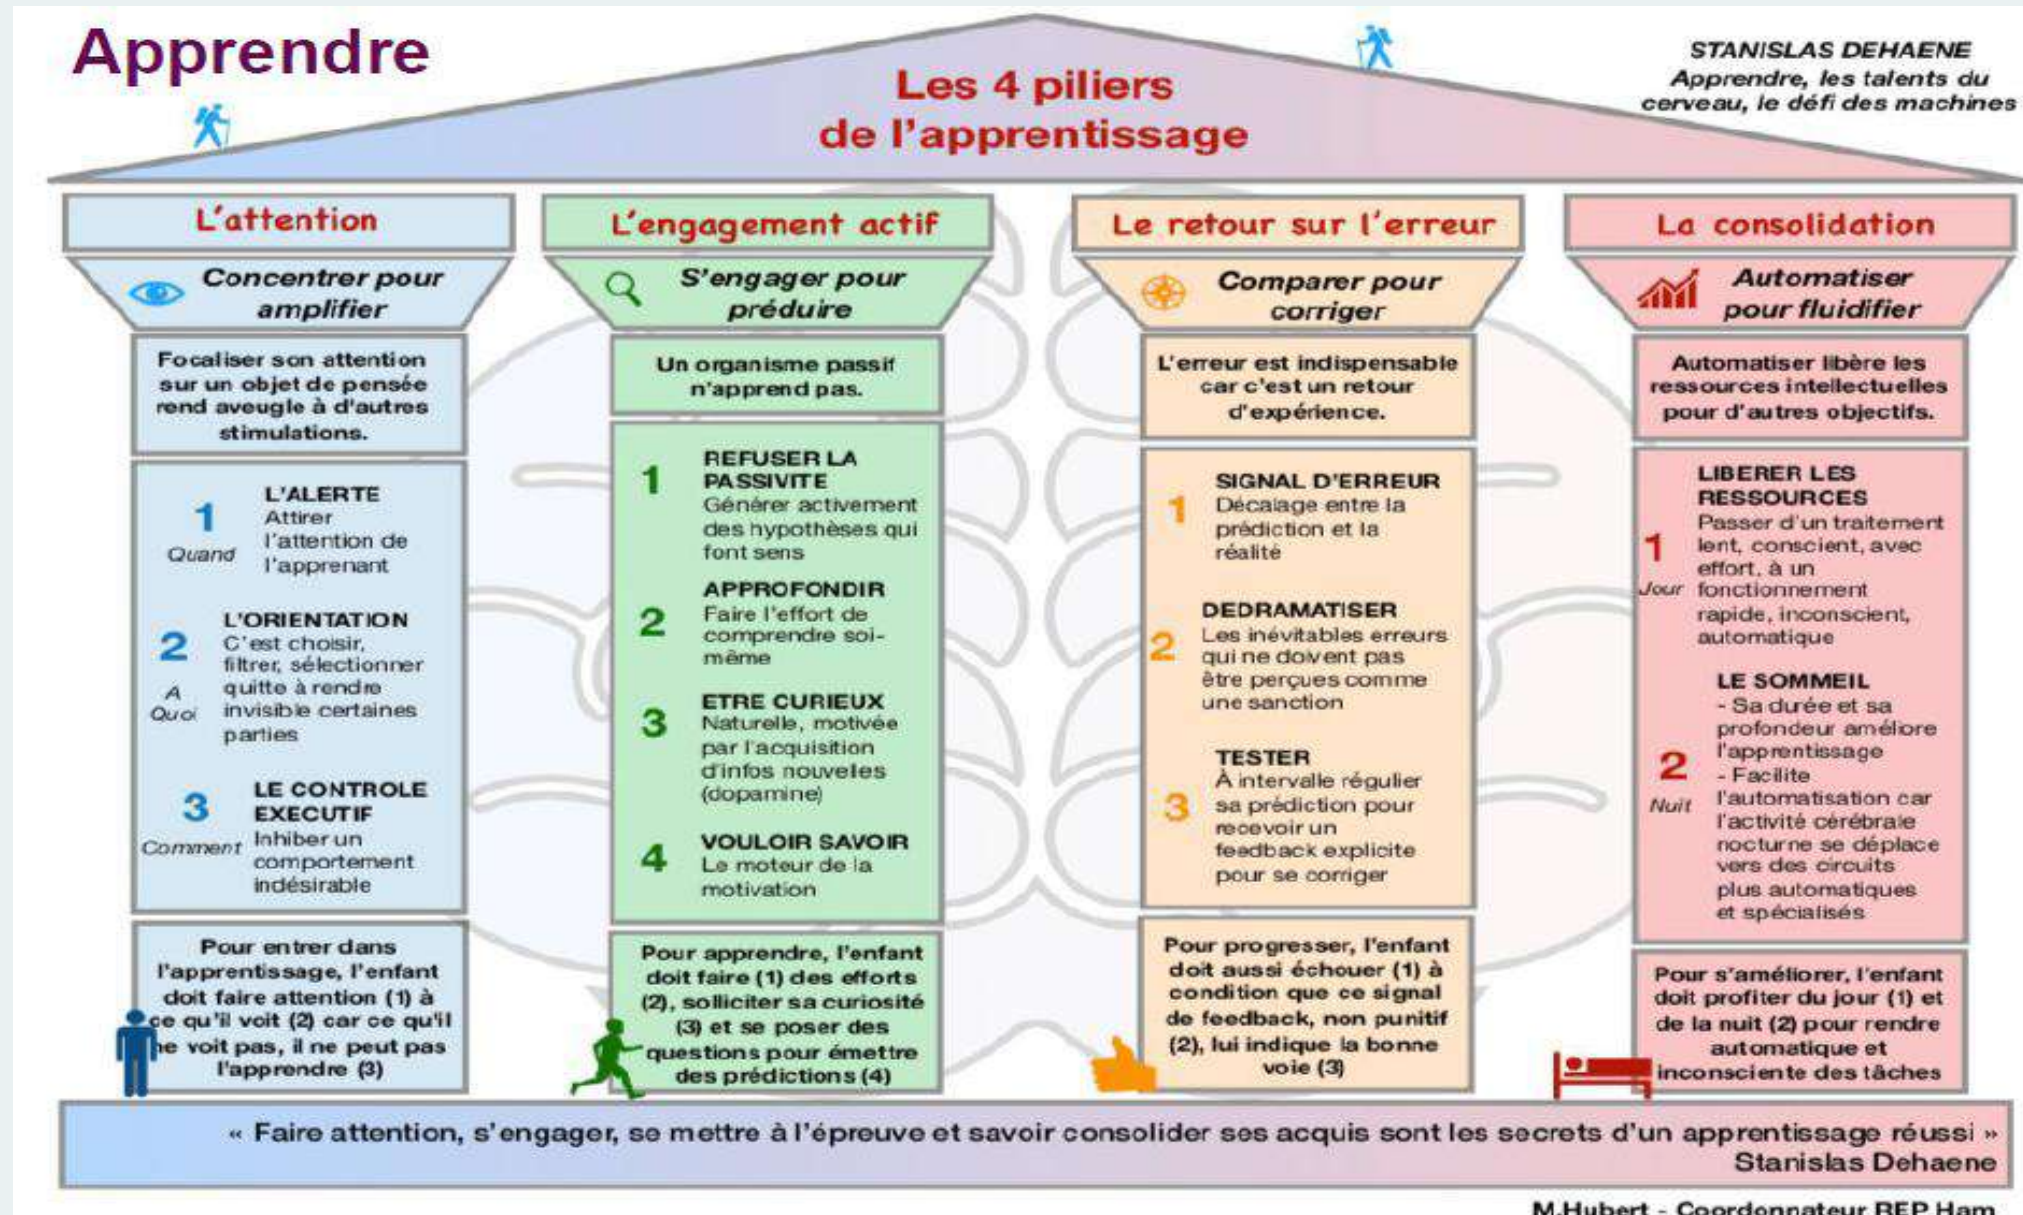 Apprendre
Les 4 piliers
de l'apprentissage
STANISLAS DEHAENE
Apprendre, les talents du
cerveau, le défi des machines
L'attention
Concentrer pour
amplifier
Focaliser son attention
sur un objet de pensée
rend aveugle à d'autres
stimulations.
1
Quand
L'ALERTE
Attirer
l'attention de
l'apprenant
2
A
Quoi
L'ORIENTATION
C'est choisir,
filtrer, sélectionner
quitte à rendre
invisible certaines
parties
3
Comment
LE CONTROLE
EXECUTIF
Inhiber un
comportement
indésirable
Pour entrer dans
l'apprentissage, l'enfant
doit faire attention (1) à
ce qu'il voit (2) car ce qu'il
ne voit pas, il ne peut pas
l'apprendre (3)
L'engagement actif
S'engager pour
préduire
Un organisme passif
n'apprend pas.
1
REFUSER LA
PASSIVITE
Générer activement
des hypothèses qui
font sens
2
APPROFONDIR
Faire l'effort de
comprendre soi-
même
3
ETRE CURIEUX
Naturelle, motivée
par l'acquisition
d'infos nouvelles
(dopamine)
4
VOULOIR SAVOIR
Le moteur de la
motivation
Pour apprendre, l'enfant
doit faire (1) des efforts
(2), solliciter sa curiosité
(3) et se poser des
questions pour émettre
des prédictions (4)
Le retour sur l'erreur
Comparer pour
corriger
L'erreur est indispensable
car c'est un retour
d'expérience.
1
SIGNAL D'ERREUR
Décalage entre la
prédiction et la
réalité
2
DEDRAMATISER
Les inévitables erreurs
qui ne doivent pas
être perçues comme
une sanction
3
TESTER
À intervalle régulier
sa prédiction pour
recevoir un
feedback explicite
pour se corriger
Pour progresser, l'enfant
doit aussi échouer (1) à
condition que ce signal
de feedback, non punitif
(2), lui indique la bonne
voie (3)
La consolidation
Automatiser
pour fluidifier
Automatiser libère les
ressources intellectuelles
pour d'autres objectifs.
1
Jour
LIBERER LES
RESSOURCES
Passer d'un traitement
lent, conscient, avec
effort, à un
fonctionnement
rapide, inconscient,
automatique
2
Nuit
LE SOMMEIL
- Sa durée et sa
profondeur améliore
l'apprentissage
- Facilite
l'automatisation car
l'activité cérébrale
nocturne se déplace
vers des circuits
plus automatiques
et spécialisés
Pour s'améliorer, l'enfant
doit profiter du jour (1) et
de la nuit (2) pour rendre
automatique et
inconsciente des tâches
« Faire attention, s'engager, se mettre à l'épreuve et savoir consolider ses acquis sont les secrets d'un apprentissage réussi »
Stanislas Dehaene
M.Hubert - Coordonnateur REP Ham